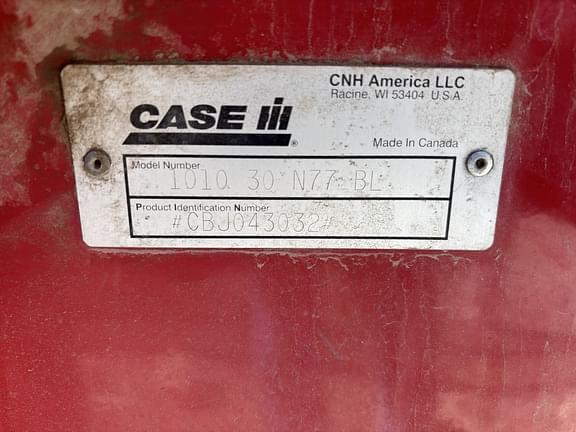 CNH America LLC
Racine, WI 53404 U.S.A.
CASE IH
®
Made In Canada
Model Number
1010 30 N77 BL
Product Identification Number
#CBJ043032#